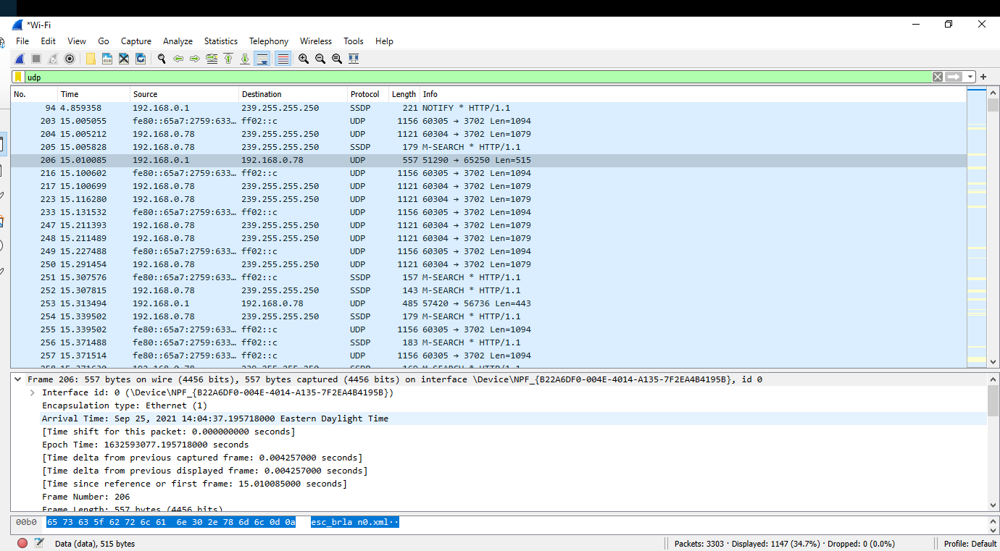 *Wi-Fi
File Edit View Go Capture Analyze Statistics Telephony Wireless Tools Help
udp
No. Time Source Destination Protocol Length Info
94 4.859358 192.168.0.1 239.255.255.250 SSDP 221 NOTIFY * HTTP/1.1
203 15.005055 fe80::65a7:2759:633… ff02::c UDP 1156 60304 → 3702 Len=1094
204 15.005212 192.168.0.78 239.255.255.250 UDP 1121 60304 → 3702 Len=1079
205 15.005828 192.168.0.78 239.255.255.250 SSDP 179 M-SEARCH * HTTP/1.1
206 15.010085 192.168.0.1 192.168.0.78 UDP 557 51290 → 65250 Len=515
216 15.100602 fe80::65a7:2759:633… ff02::c UDP 1156 60305 → 3702 Len=1094
217 15.100699 192.168.0.78 239.255.255.250 UDP 1121 60304 → 3702 Len=1079
223 15.116280 192.168.0.78 239.255.255.250 UDP 1121 60304 → 3702 Len=1079
233 15.131532 fe80::65a7:2759:633… ff02::c UDP 1156 60305 → 3702 Len=1094
247 15.211393 192.168.0.78 239.255.255.250 UDP 1121 60304 → 3702 Len=1079
248 15.211489 192.168.0.78 239.255.255.250 UDP 1121 60304 → 3702 Len=1079
249 15.227488 fe80::65a7:2759:633… ff02::c UDP 1156 60305 → 3702 Len=1094
250 15.291454 192.168.0.78 239.255.255.250 UDP 1121 60304 → 3702 Len=1079
251 15.307576 fe80::65a7:2759:633… ff02::c SSDP 157 M-SEARCH * HTTP/1.1
252 15.307815 192.168.0.78 239.255.255.250 SSDP 143 M-SEARCH * HTTP/1.1
253 15.313494 192.168.0.1 192.168.0.78 UDP 485 57420 → 56736 Len=443
254 15.339502 192.168.0.78 239.255.255.250 SSDP 179 M-SEARCH * HTTP/1.1
255 15.339502 fe80::65a7:2759:633… ff02::c UDP 1156 60305 → 3702 Len=1094
256 15.371488 fe80::65a7:2759:633… ff02::c SSDP 183 M-SEARCH * HTTP/1.1
257 15.371514 fe80::65a7:2759:633… ff02::c UDP 1156 60305 → 3702 Len=1094
Frame 206: 557 bytes on wire (4456 bits), 557 bytes captured (4456 bits) on interface \Device\NPF_{B22A6DF0-004E-4014-A135-7F2EA4B4195B}, id 0
Interface id: 0 (\Device\NPF_{B22A6DF0-004E-4014-A135-7F2EA4B4195B})
Encapsulation type: Ethernet (1)
Arrival Time: Sep 25, 2021 14:04:37.195718000 Eastern Daylight Time
[Time shift for this packet: 0.000000000 seconds]
Epoch Time: 1632593077.195718000 seconds
[Time delta from previous captured frame: 0.004257000 seconds]
[Time delta from previous displayed frame: 0.004257000 seconds]
[Time since reference or first frame: 15.010085000 seconds]
Frame Number: 206
Frame Length: 557 bytes (4456 bits)
00b0 65 73 63 5f 62 72 6c 61 6e 30 2e 78 6d 6c 0d 0a esc_brla n0.xml··
Data (data), 515 bytes
Packets: 3303 · Displayed: 1147 (34.7%) · Dropped: 0 (0.0%)
Profile: Default